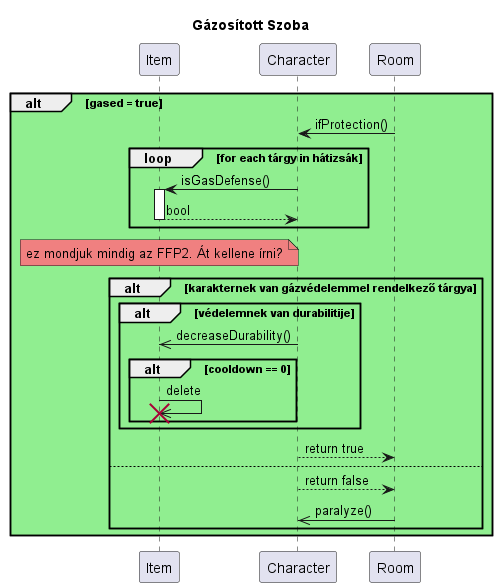 Gázosított Szoba
Item Character Room
alt [gased = true]
ifProtection()
loop [for each tárgy in hátizsák]
isGasDefense()
bool
ez mondjuk mindig az FFP2. Át kellene írni?
alt [karakternek van gázvédelemmel rendelkező tárgya]
alt [védelemnek van durabilitije]
decreaseDurability()
alt [cooldown == 0]
delete
return true
return false
paralyze()
Item Character Room